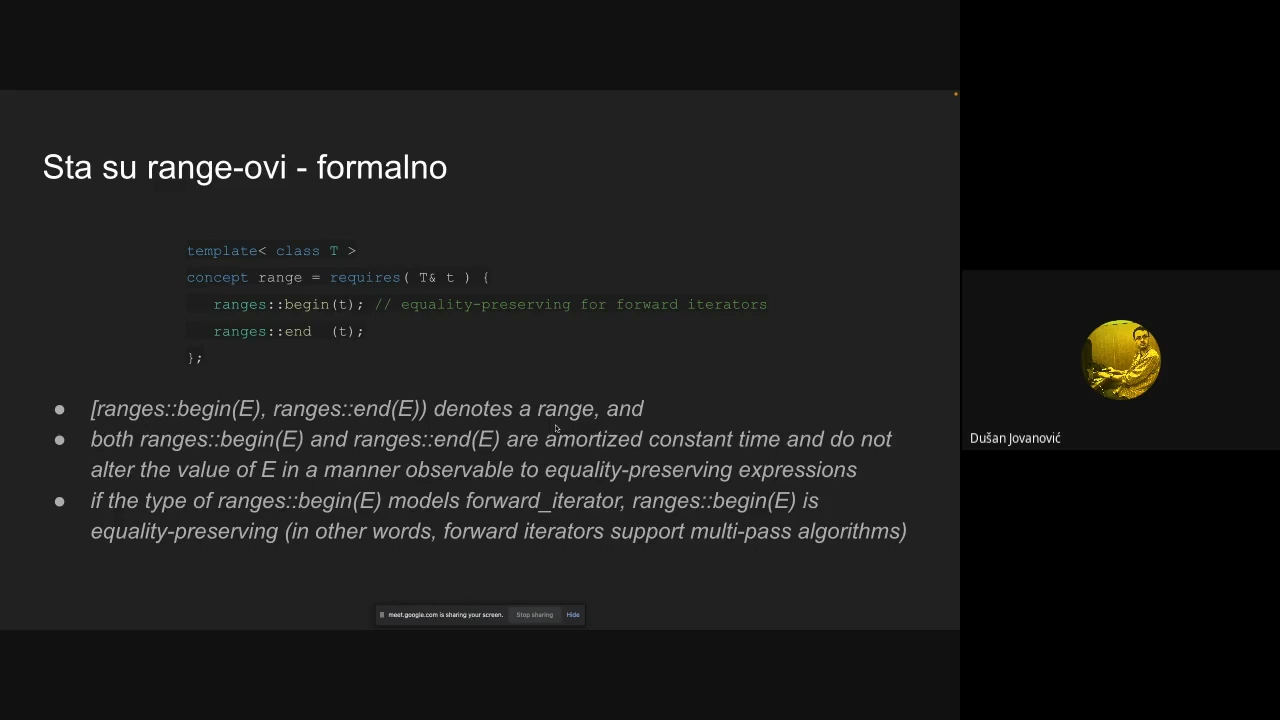 Sta su range-ovi - formalno
template< class T >
concept range = requires( T& t ) {
ranges::begin(t); // equality-preserving for forward iterators
ranges::end  (t);
};
● [ranges::begin(E), ranges::end(E)) denotes a range, and
● both ranges::begin(E) and ranges::end(E) are amortized constant time and do not
alter the value of E in a manner observable to equality-preserving expressions
● if the type of ranges::begin(E) models forward_iterator, ranges::begin(E) is
equality-preserving (in other words, forward iterators support multi-pass algorithms)
meet.google.com is sharing your screen. Stop sharing Hide
Dušan Jovanović